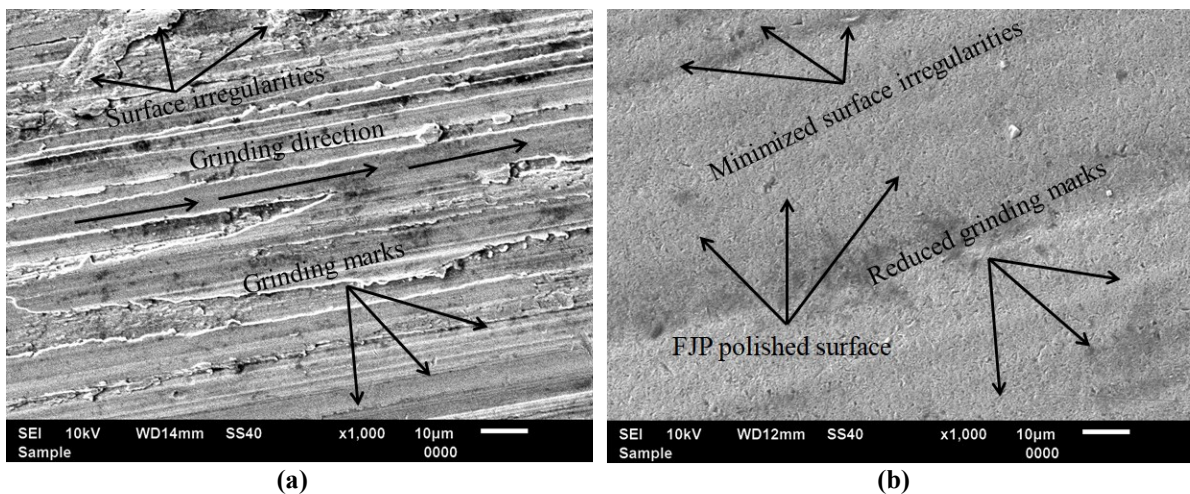 Surface irregularities
Grinding direction
Grinding marks
SEI 10kV WD14mm SS40 x1,000 10μm
Sample 0000
(a)
Minimized surface irregularities
Reduced grinding marks
FJP polished surface
SEI 10kV WD12mm SS40 x1,000 10μm
Sample 0000
(b)